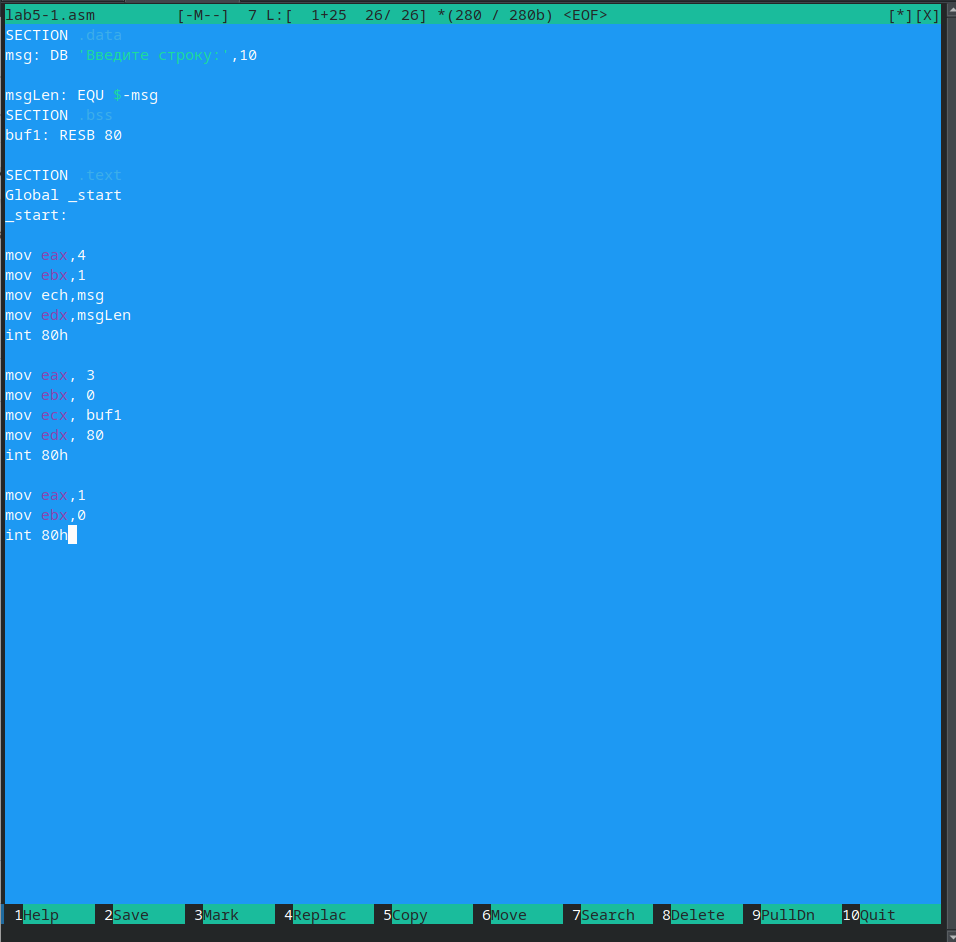 lab5-1.asm [-M--] 7 L:[ 1+25 26/ 26] *(280 / 280b) <EOF> [*][X]
SECTION .data
msg: DB 'Введите строку:',10
msgLen: EQU $-msg
SECTION .bss
buf1: RESB 80
SECTION .text
Global _start
_start:
mov eax,4
mov ebx,1
mov ech,msg
mov edx,msgLen
int 80h
mov eax, 3
mov ebx, 0
mov ecx, buf1
mov edx, 80
int 80h
mov eax,1
mov ebx,0
int 80h
1Help 2Save 3Mark 4Replac 5Copy 6Move 7Search 8Delete 9PullDn 10Quit